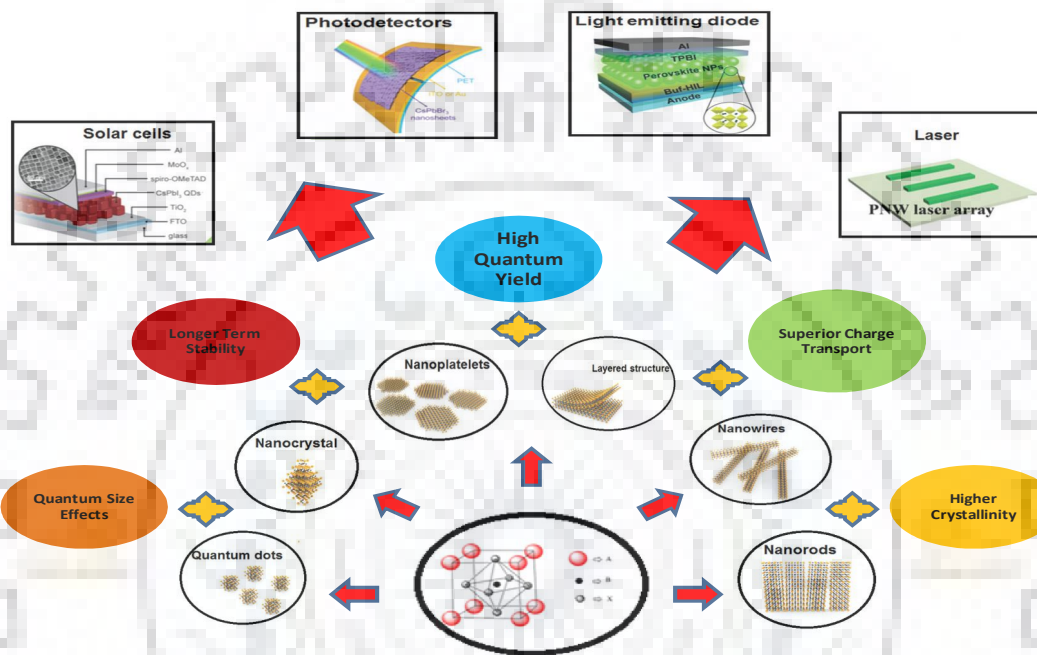 Photodetectors
PET
CsPbBr3
nanosheets
Light emitting diode
Al
TPBI
Perovskite NPs
Buf-HIL
Anode
Solar cells
Al
MoOx
spiro-OMeTAD
CsPbI3 QDs
TiO2
FTO
glass
Laser
PNW laser array
High
Quantum
Yield
Longer Term
Stability
Superior Charge
Transport
Nanoplatelets
Layered structure
Nanocrystal
Nanowires
Quantum Size
Effects
Higher
Crystallinity
Quantum dots
Nanorods
⇨ A
⇨ B
⇨ X